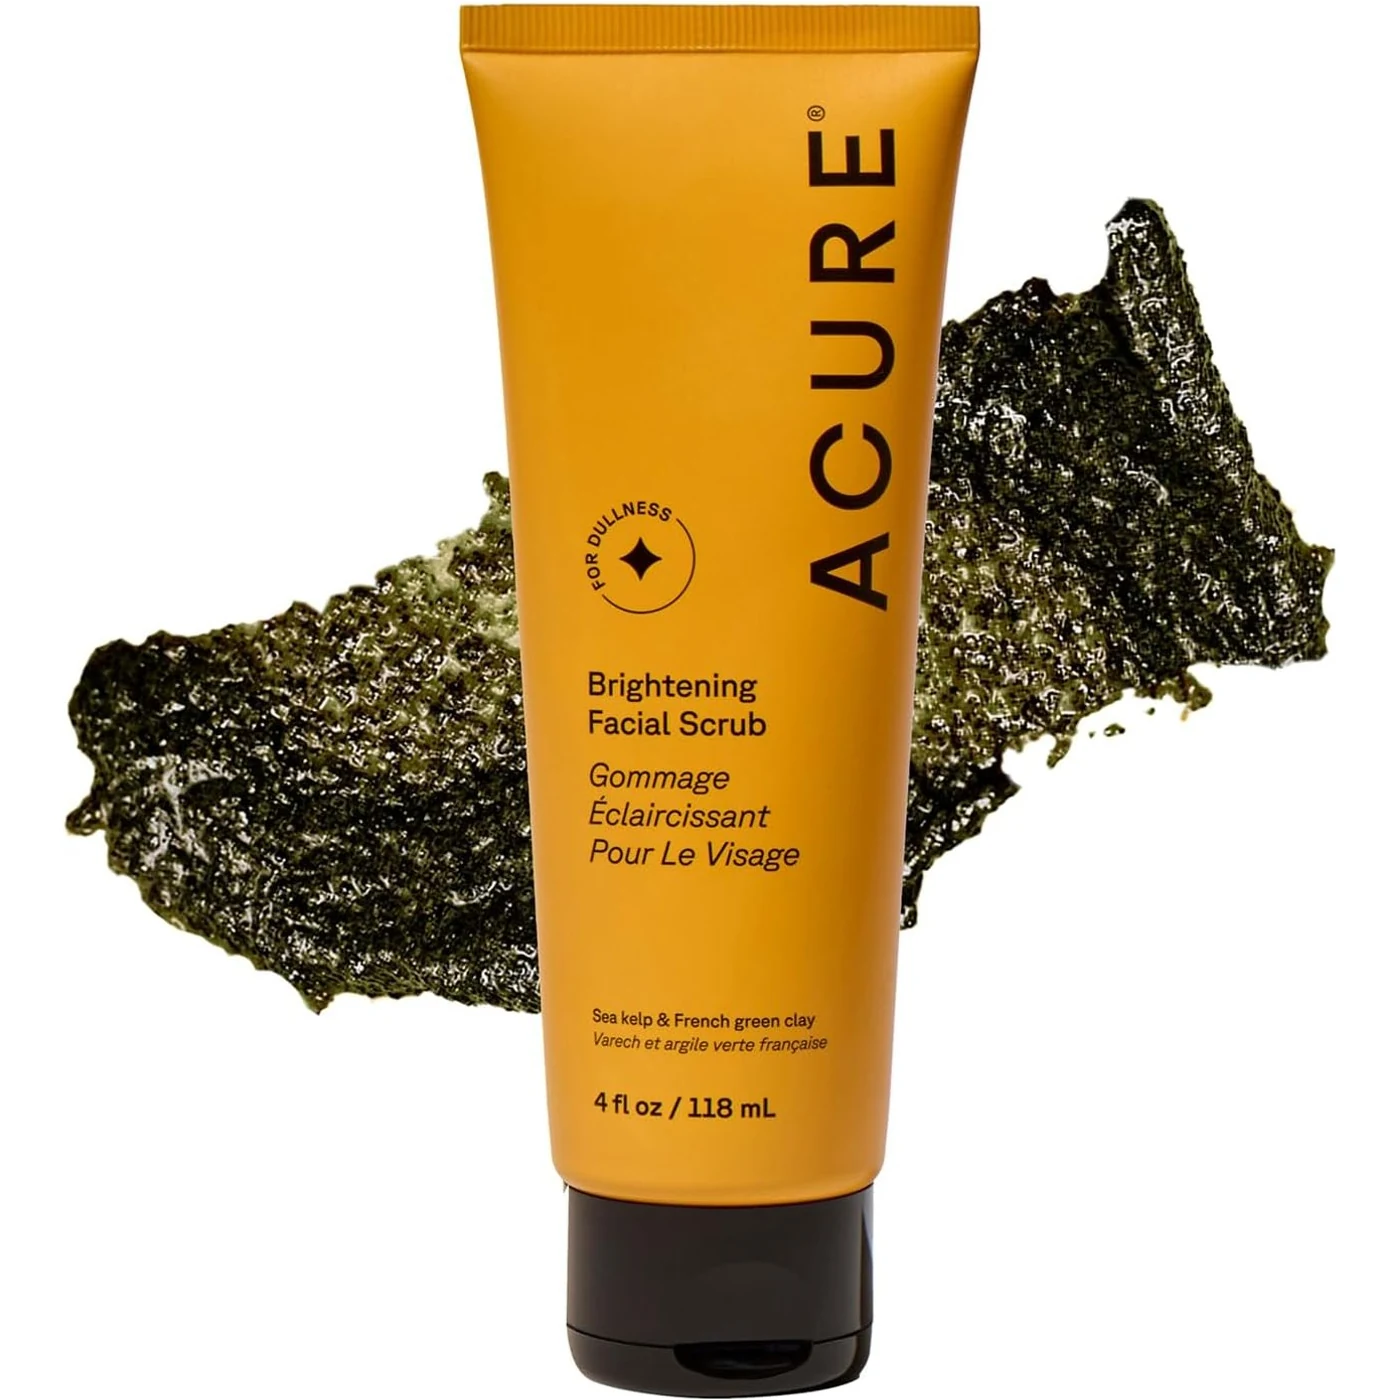 ACURE®
FOR DULLNESS
Brightening
Facial Scrub
Gommage
Éclaircissant
Pour Le Visage
Sea kelp & French green clay
Varech et argile verte française
4 fl oz / 118 mL